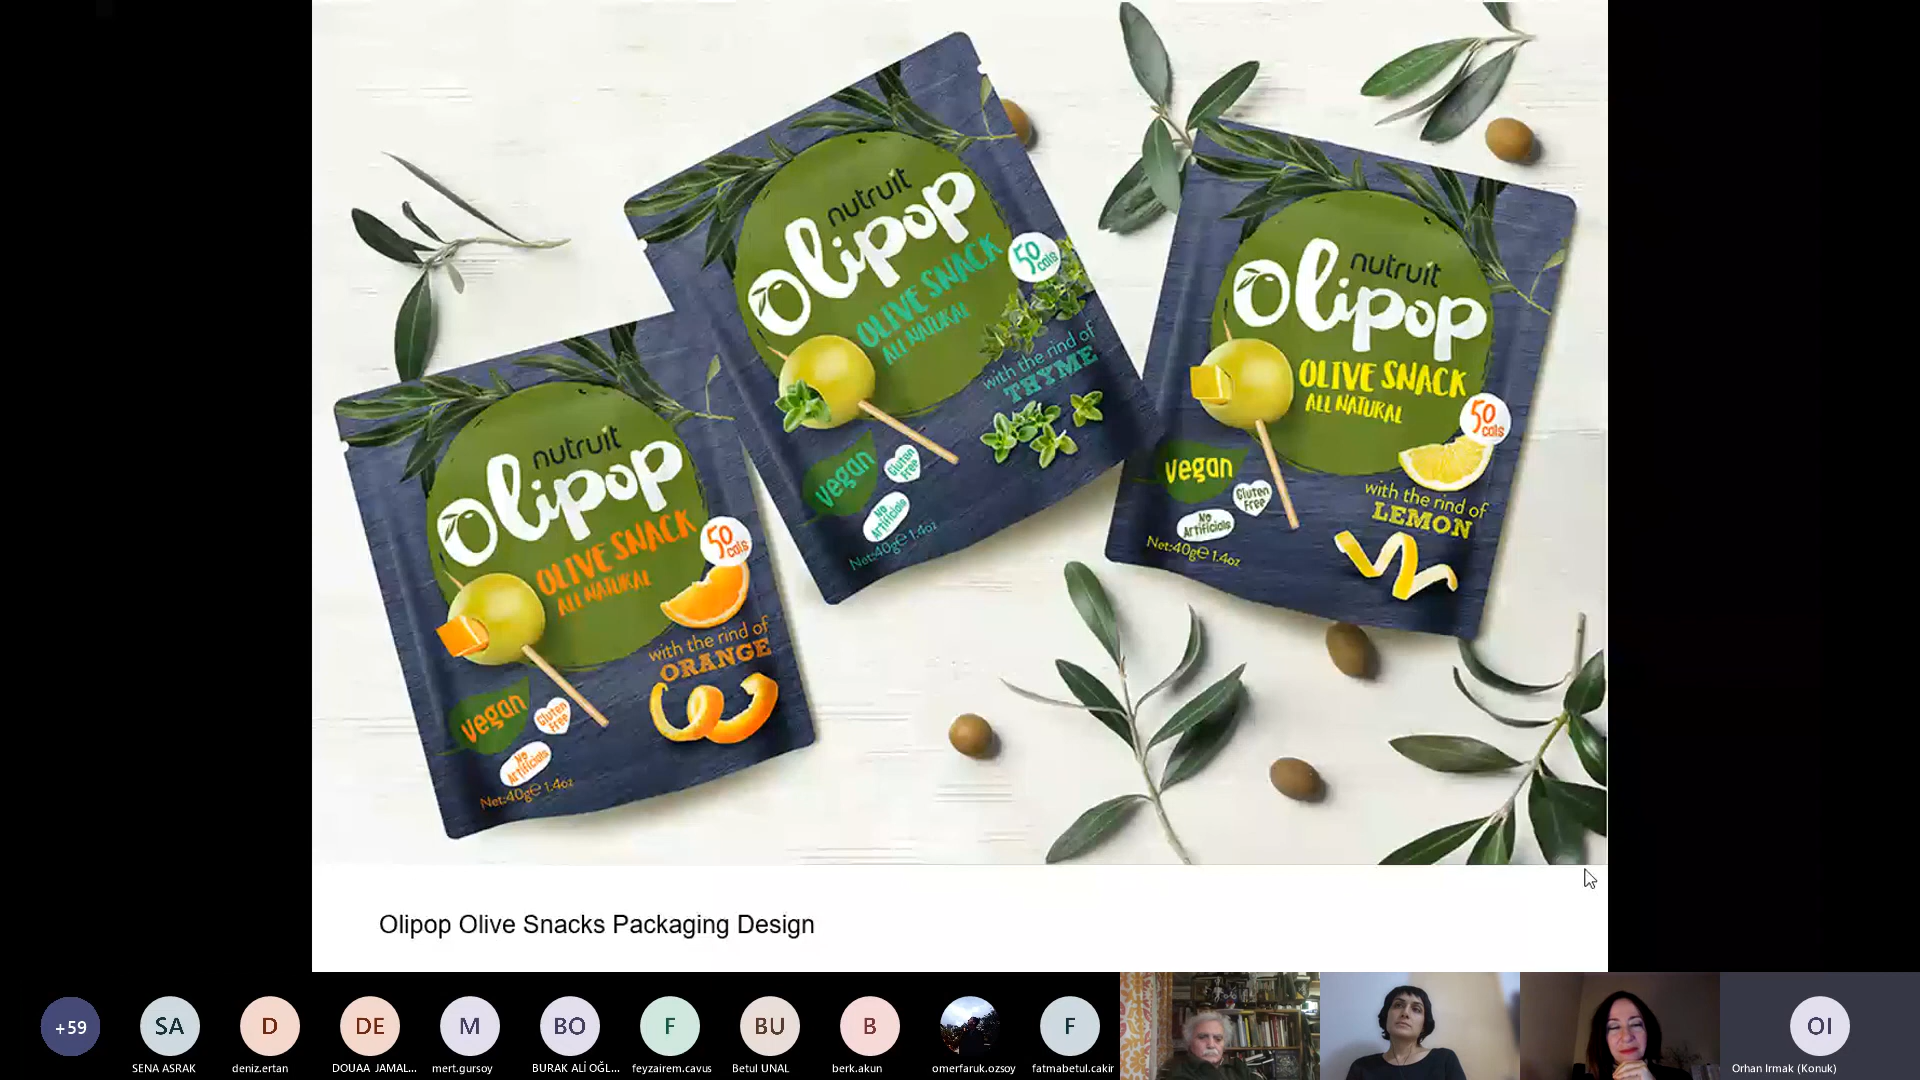 nutruit
Olipop
OLIVE SNACK
ALL NATURAL
50
cals
with the rind of
ORANGE
vegan
Gluten
Free
No
Artificials
Net:40g℮ 1.4oz
nutruit
Olipop
OLIVE SNACK
ALL NATURAL
50
cals
with the rind of
THYME
vegan
Gluten
Free
No
Artificials
Net:40g℮ 1.4oz
nutruit
Olipop
OLIVE SNACK
ALL NATURAL
50
cals
with the rind of
LEMON
vegan
Gluten
Free
No
Artificials
Net:40g℮ 1.4oz
Olipop Olive Snacks Packaging Design
+59
SA
D
DE
M
BO
F
BU
B
F
OI
SENA ASRAK
deniz.ertan
DOUAA JAMAL...
mert.gursoy
BURAK ALİ OĞL...
feyzairem.cavus
Betul UNAL
berk.akun
omerfaruk.ozsoy
fatmabetul.cakir
Orhan Irmak (Konuk)